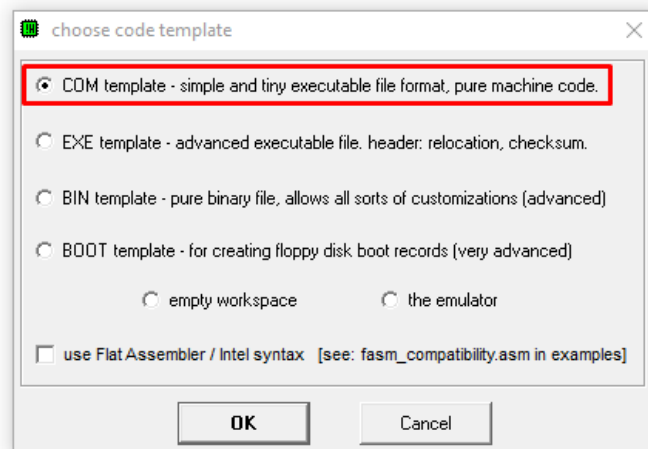 choose code template
COM template - simple and tiny executable file format, pure machine code.
EXE template - advanced executable file. header: relocation, checksum.
BIN template - pure binary file, allows all sorts of customizations (advanced)
BOOT template - for creating floppy disk boot records (very advanced)
empty workspace the emulator
use Flat Assembler / Intel syntax [see: fasm_compatibility.asm in examples]
OK Cancel